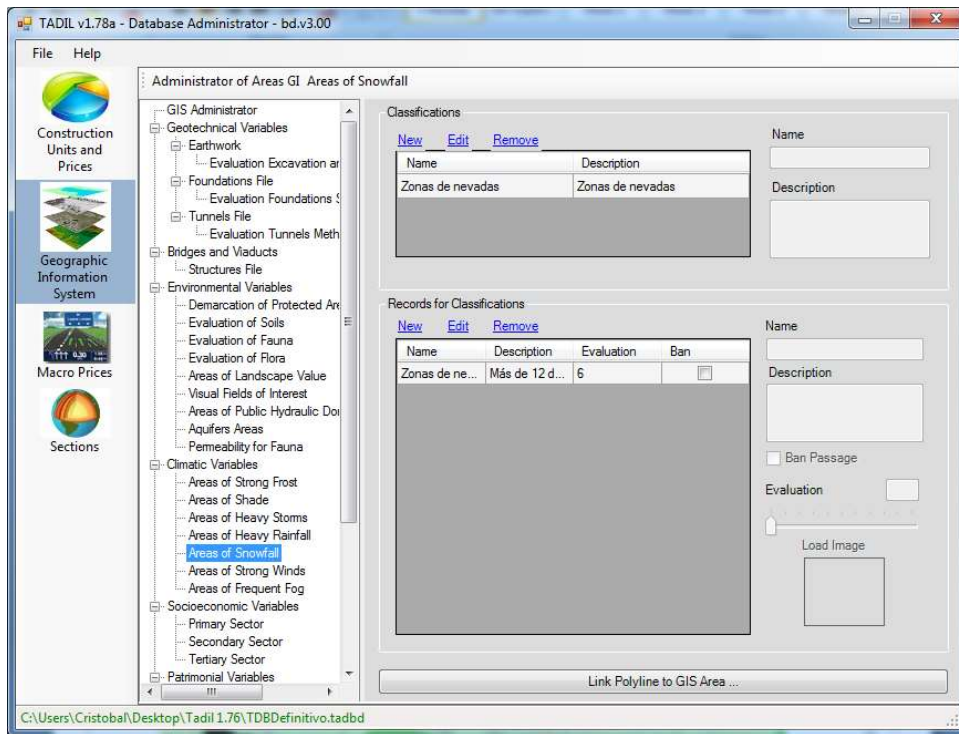 TADIL v1.78a - Database Administrator - bd.v3.00
File Help
Construction Units and Prices
Geographic Information System
Macro Prices
Sections
Administrator of Areas GI Areas of Snowfall
GIS Administrator
Geotechnical Variables
Earthwork
Evaluation Excavation ar
Foundations File
Evaluation Foundations S
Tunnels File
Evaluation Tunnels Meth
Bridges and Viaducts
Structures File
Environmental Variables
Demarcation of Protected Are
Evaluation of Soils
Evaluation of Fauna
Evaluation of Flora
Areas of Landscape Value
Visual Fields of Interest
Areas of Public Hydraulic Dor
Aquifers Areas
Permeability for Fauna
Climatic Variables
Areas of Strong Frost
Areas of Shade
Areas of Heavy Storms
Areas of Heavy Rainfall
Areas of Snowfall
Areas of Strong Winds
Areas of Frequent Fog
Socioeconomic Variables
Primary Sector
Secondary Sector
Tertiary Sector
Patrimonial Variables
Classifications
New Edit Remove
Name Description
Zonas de nevadas Zonas de nevadas
Name
Description
Records for Classifications
New Edit Remove
Name Description Evaluation Ban
Zonas de ne... Más de 12 d... 6
Name
Description
Ban Passage
Evaluation
Load Image
Link Polyline to GIS Area ...
C:\Users\Cristobal\Desktop\Tadil 1.76\TDBDefinitivo.tadbd